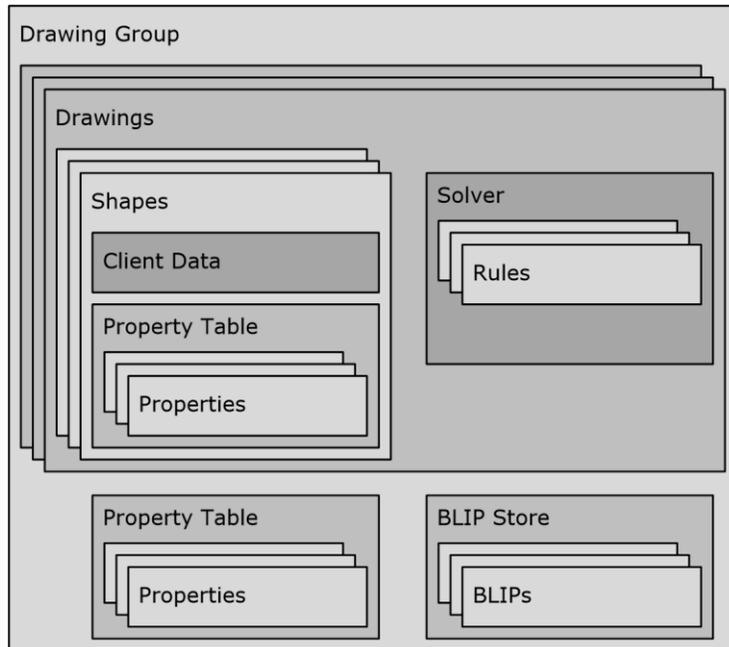 Drawing Group
Drawings
Shapes
Client Data
Property Table
Properties
Solver
Rules
Property Table
Properties
BLIP Store
BLIPs